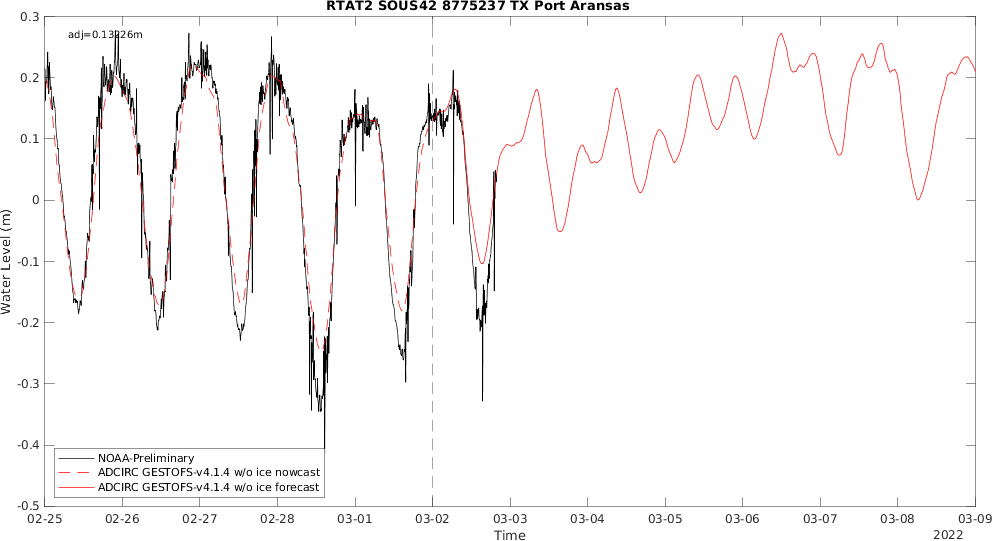 RTAT2 SOUS42 8775237 TX Port Aransas
adj=0.13226m
0.3
0.2
0.1
0
-0.1
-0.2
-0.3
-0.4
-0.5
Water Level (m)
NOAA-Preliminary
ADCIRC GESTOFS-v4.1.4 w/o ice nowcast
ADCIRC GESTOFS-v4.1.4 w/o ice forecast
02-25 02-26 02-27 02-28 03-01 03-02 03-03 03-04 03-05 03-06 03-07 03-08 03-09
Time
2022